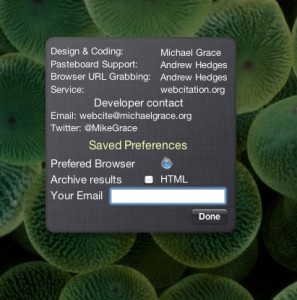 Design & Coding: Michael Grace
Pasteboard Support: Andrew Hedges
Browser URL Grabbing: Andrew Hedges
Service: webcitation.org
Developer contact
Email: webcite@michaelgrace.org
Twitter: @MikeGrace
Saved Preferences
Prefered Browser
Archive results HTML
Your Email
Done